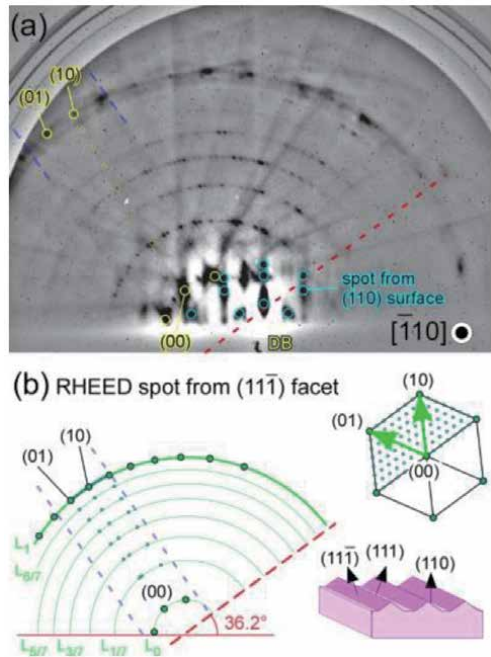 (a)
(10)
(01)
(00)
DB
spot from
(110) surface
[1̅10]
(b) RHEED spot from (111̅) facet
(01)
(10)
(00)
36.2°
L₁
L₆/₇
L₅/₇ L₃/₇ L₁/₇ L₀
(10)
(01)
(00)
(111̅) (111) (110)